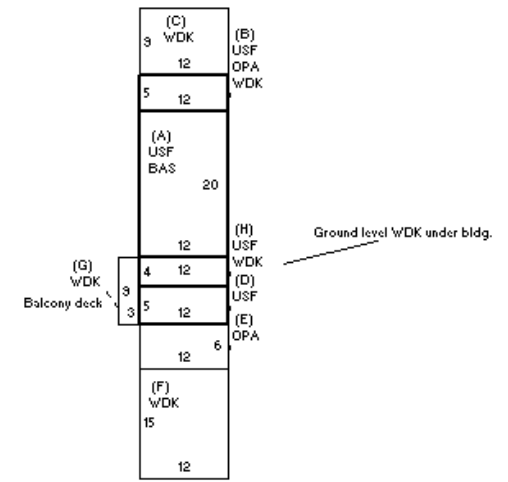 (C)
9 WDK
12
(B)
USF
OPA
WDK
5 12
(A)
USF
BAS
20
12
(H)
USF
WDK
Ground level WDK under bldg.
4 12
(G)
WDK
9
Balcony deck
3
(D)
USF
5 12
(E)
OPA
6
12
(F)
WDK
15
12